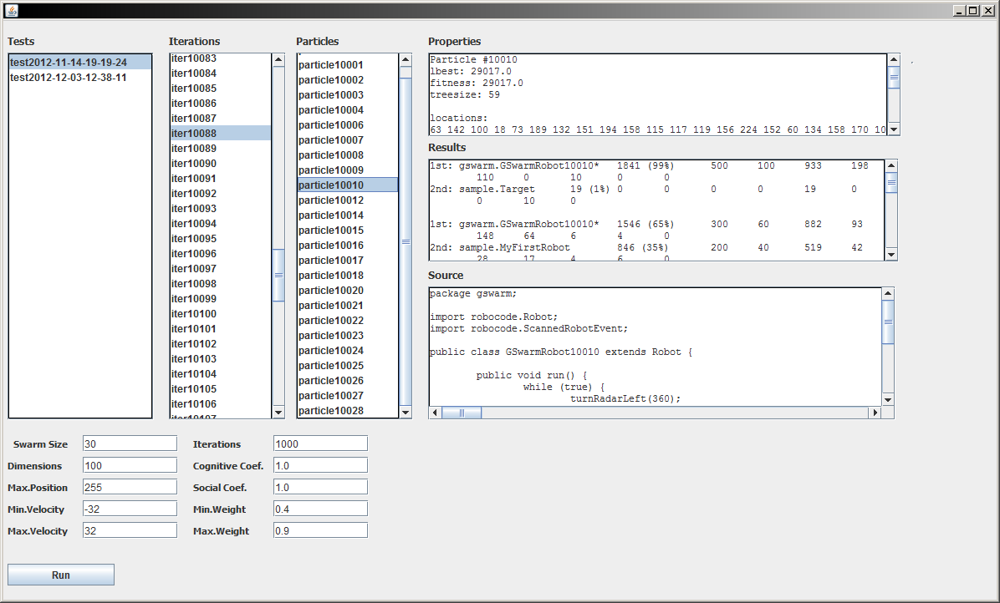 Tests
test2012-11-14-19-19-24
test2012-12-03-12-38-11
Iterations
iter10083
iter10084
iter10085
iter10086
iter10087
iter10088
iter10089
iter10090
iter10091
iter10092
iter10093
iter10094
iter10095
iter10096
iter10097
iter10098
iter10099
iter10100
iter10101
iter10102
iter10103
iter10104
iter10105
iter10106
iter10107
Particles
particle10001
particle10002
particle10003
particle10004
particle10006
particle10007
particle10008
particle10009
particle10010
particle10012
particle10014
particle10015
particle10016
particle10017
particle10018
particle10020
particle10021
particle10022
particle10023
particle10024
particle10025
particle10026
particle10027
particle10028
Properties
Particle #10010
lbest: 29017.0
fitness: 29017.0
treesize: 59
locations:
63 142 100 18 73 189 132 151 194 158 115 117 119 156 224 152 60 134 158 170 10
Results
1st: gswarm.GSwarmRobot10010* 1841 (99%) 500 100 933 198
110 0 10 0 0
2nd: sample.Target 19 (1%) 0 0 0 19 0
0 10 0
1st: gswarm.GSwarmRobot10010* 1546 (65%) 300 60 882 93
148 64 6 4 0
2nd: sample.MyFirstRobot 846 (35%) 200 40 519 42
28 17 4 6 0
Source
package gswarm;
import robocode.Robot;
import robocode.ScannedRobotEvent;
public class GSwarmRobot10010 extends Robot {
public void run() {
while (true) {
turnRadarLeft(360);
Swarm Size 30 Iterations 1000
Dimensions 100 Cognitive Coef. 1.0
Max.Position 255 Social Coef. 1.0
Min.Velocity -32 Min.Weight 0.4
Max.Velocity 32 Max.Weight 0.9
Run